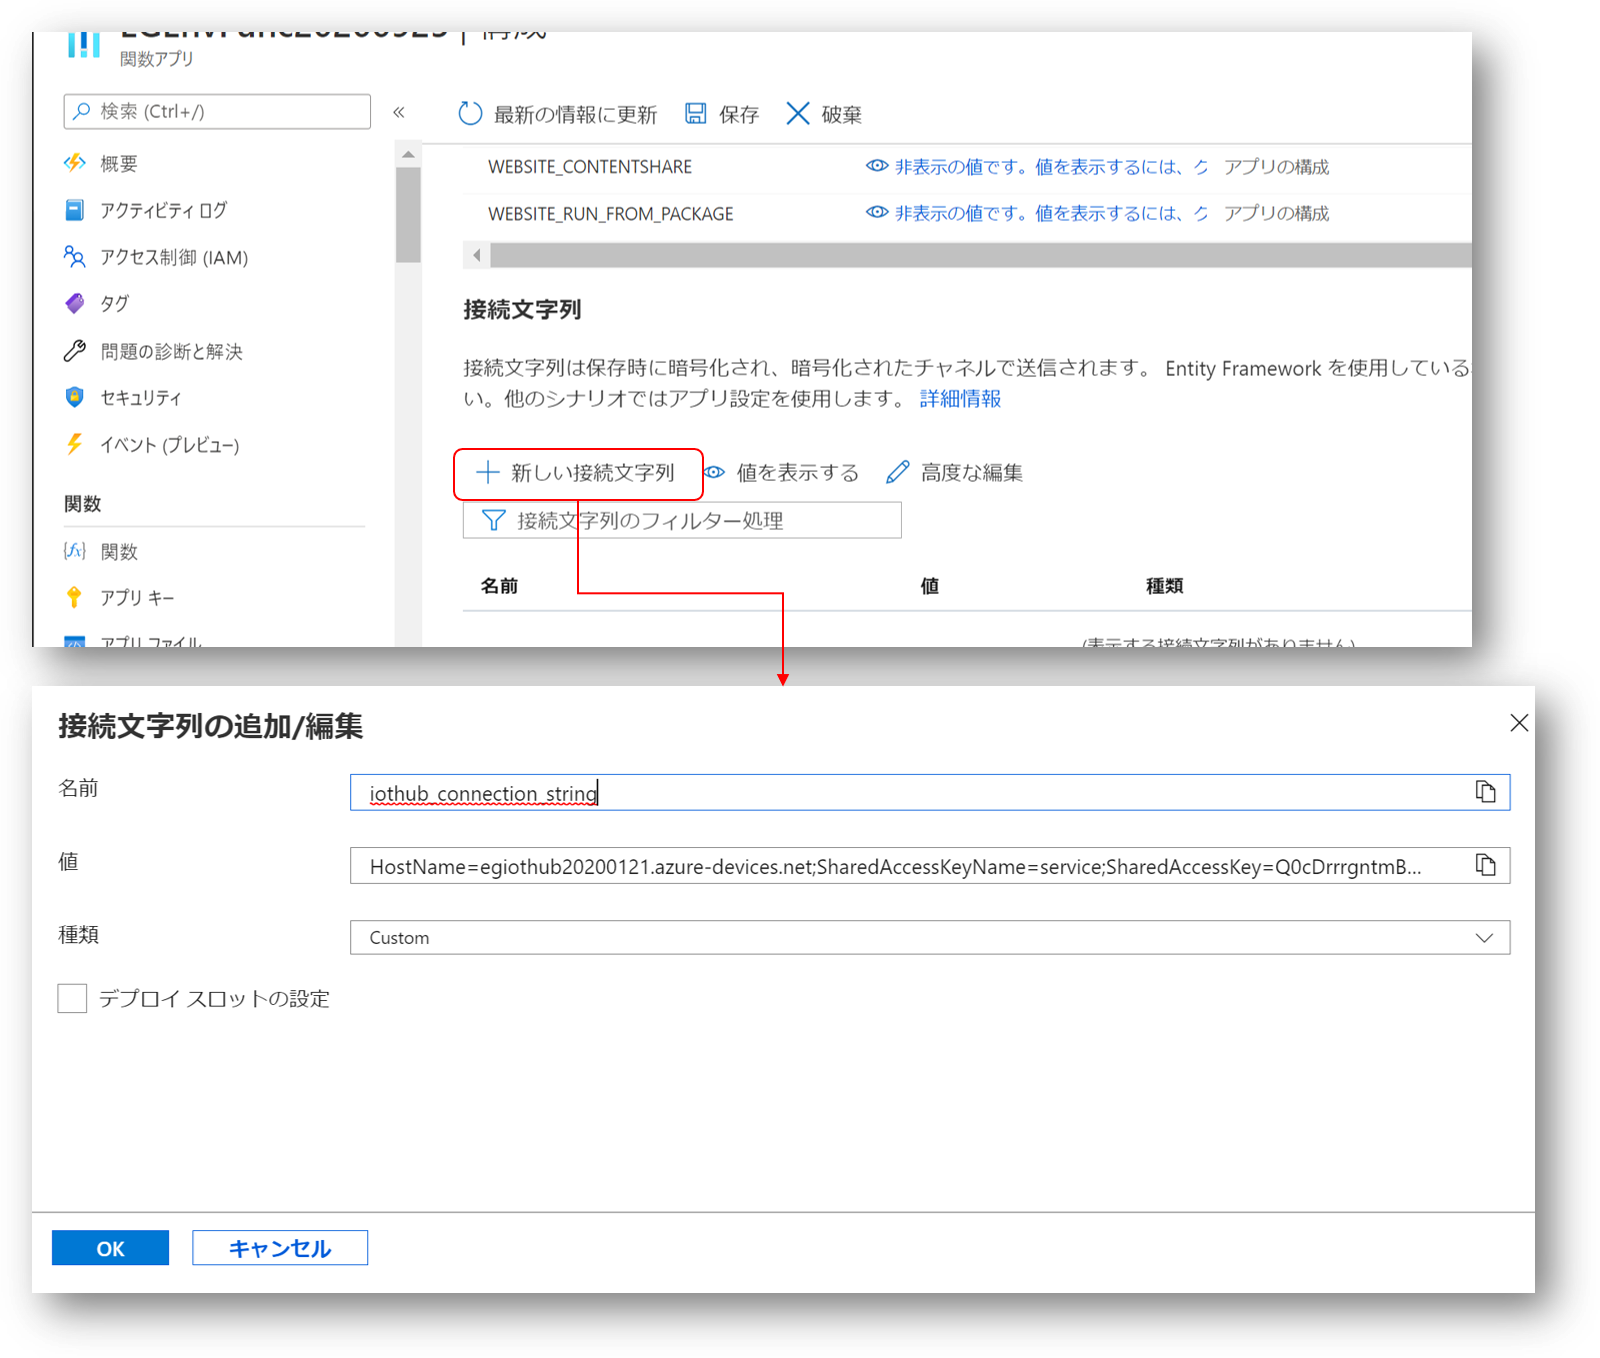 関数アプリ
検索 (Ctrl+/)
«
最新の情報に更新 保存 破棄
概要
アクティビティ ログ
アクセス制御 (IAM)
タグ
問題の診断と解決
セキュリティ
イベント (プレビュー)
関数
関数
アプリ キー
アプリ ファイル
WEBSITE_CONTENTSHARE 非表示の値です。値を表示するには、ク アプリの構成
WEBSITE_RUN_FROM_PACKAGE 非表示の値です。値を表示するには、ク アプリの構成
接続文字列
接続文字列は保存時に暗号化され、暗号化されたチャネルで送信されます。 Entity Framework を使用している
い。他のシナリオではアプリ設定を使用します。 詳細情報
新しい接続文字列 値を表示する 高度な編集
接続文字列のフィルター処理
名前 値 種類
(表示する接続文字列がありません)
接続文字列の追加/編集
名前 iothub_connection_string
値 HostName=egiothub20200121.azure-devices.net;SharedAccessKeyName=service;SharedAccessKey=Q0cDrrrgntmB...
種類 Custom
デプロイ スロットの設定
OK キャンセル